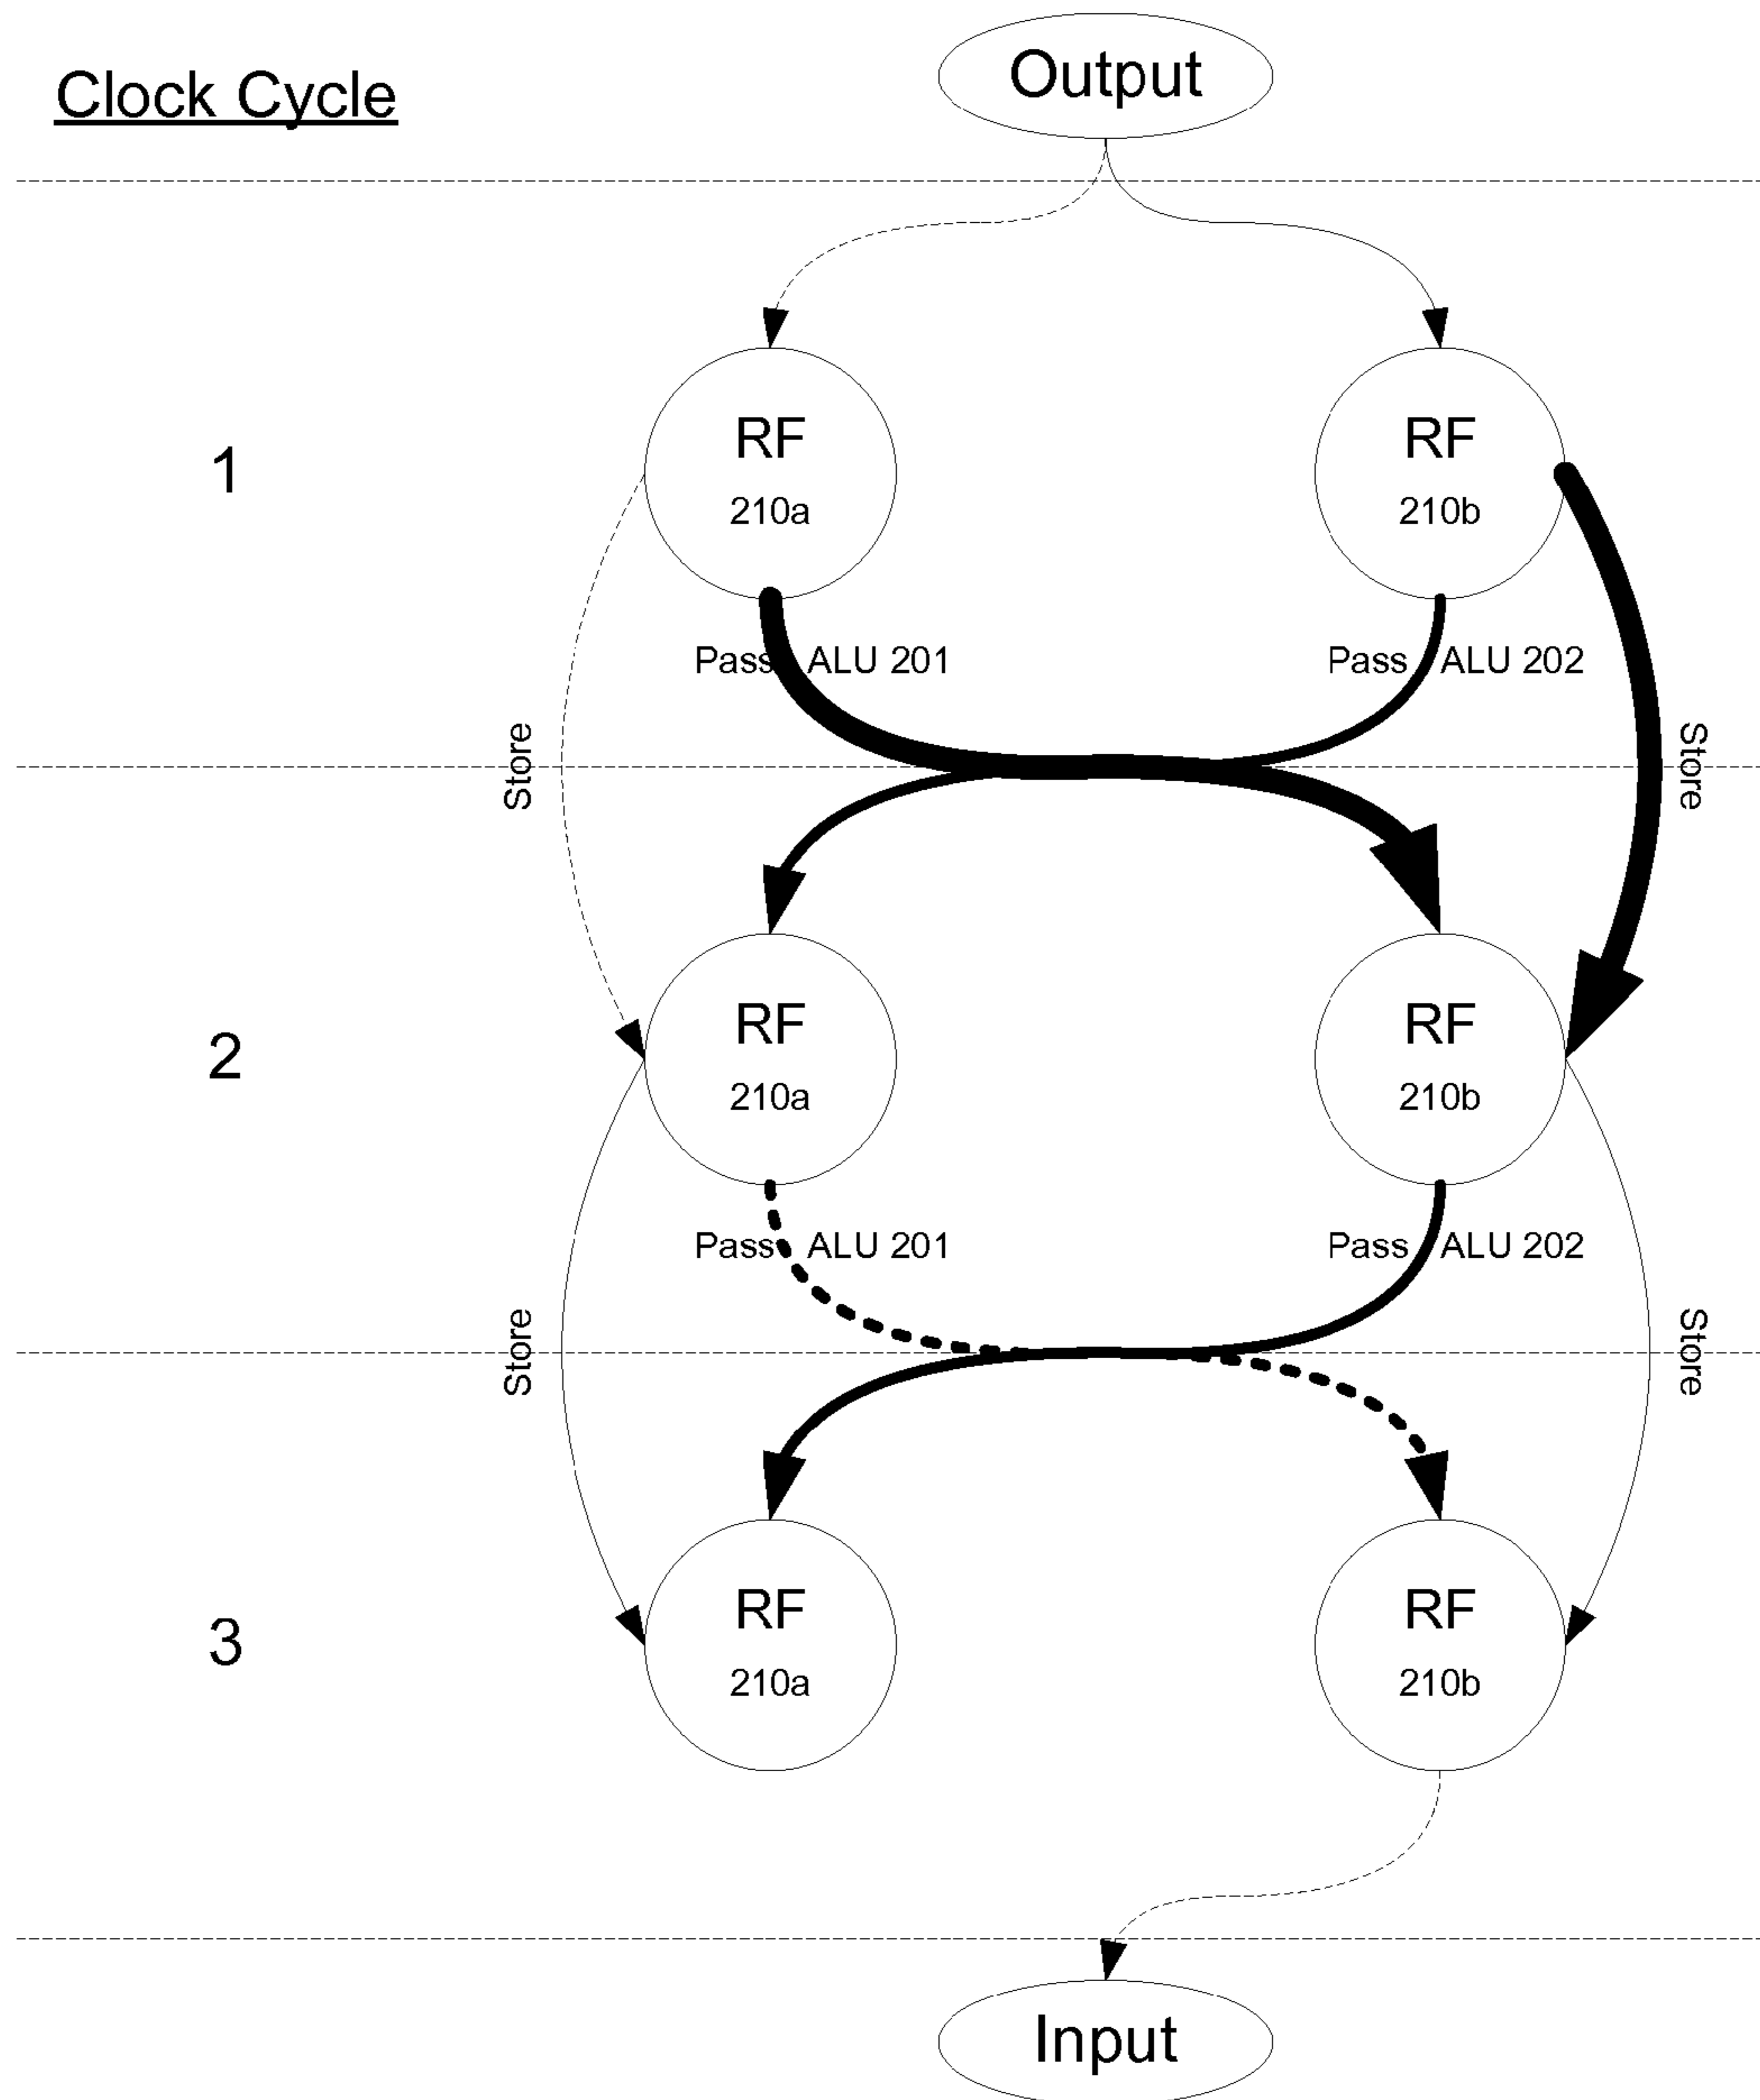 Output
Clock Cycle
1
RF
210a
RF
210b
Pass ALU 201
Pass ALU 202
Store
Store
2
RF
210a
RF
210b
Pass ALU 201
Pass ALU 202
Store
Store
3
RF
210a
RF
210b
Input